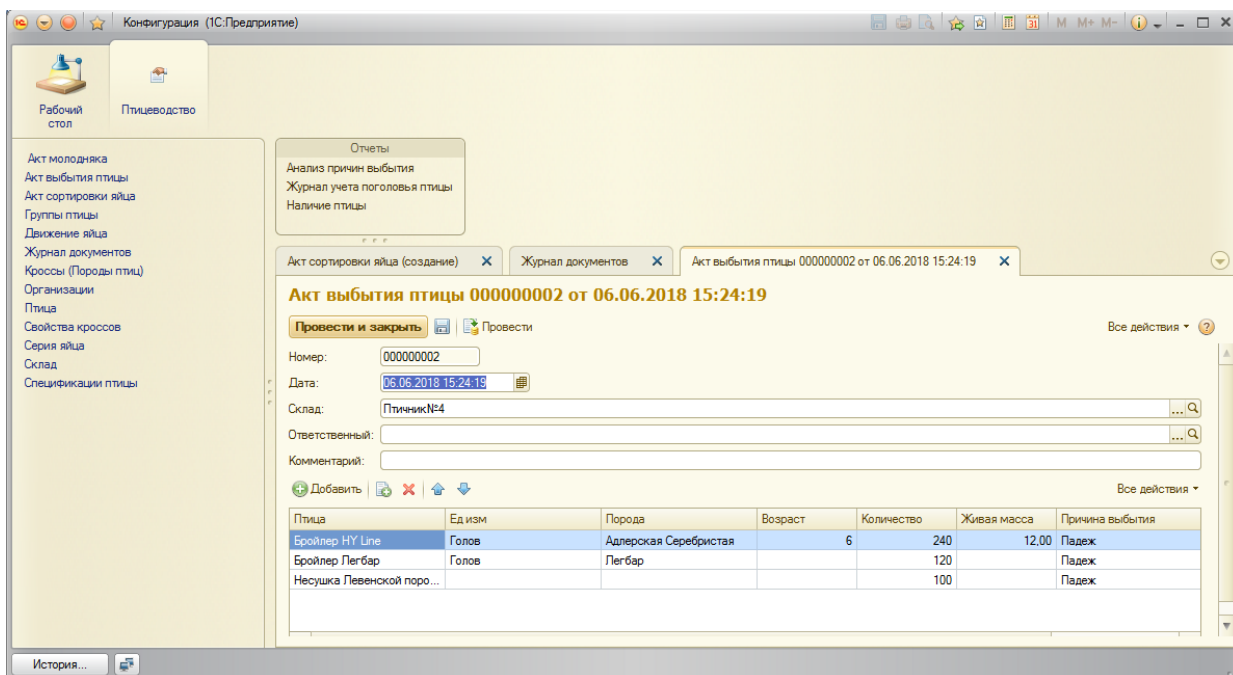 Конфигурация (1С:Предприятие)
M M+ M-
Рабочий стол
Птицеводство
Акт молодняка
Акт выбытия птицы
Акт сортировки яйца
Группы птицы
Движение яйца
Журнал документов
Кроссы (Породы птиц)
Организации
Птица
Свойства кроссов
Серия яйца
Склад
Спецификации птицы
Отчеты
Анализ причин выбытия
Журнал учета поголовья птицы
Наличие птицы
Акт сортировки яйца (создание)
Журнал документов
Акт выбытия птицы 000000002 от 06.06.2018 15:24:19
Акт выбытия птицы 000000002 от 06.06.2018 15:24:19
Провести и закрыть
Провести
Все действия
Номер: 000000002
Дата: 06.06.2018 15:24:19
Склад: Птичник№4
Ответственный:
Комментарий:
Добавить
Все действия
Птица Ед изм Порода Возраст Количество Живая масса Причина выбытия
Бройлер HY Line Голов Адлерская Серебристая 6 240 12,00 Падеж
Бройлер Легбар Голов Легбар 120 Падеж
Несушка Левенской поро... 100 Падеж
История...